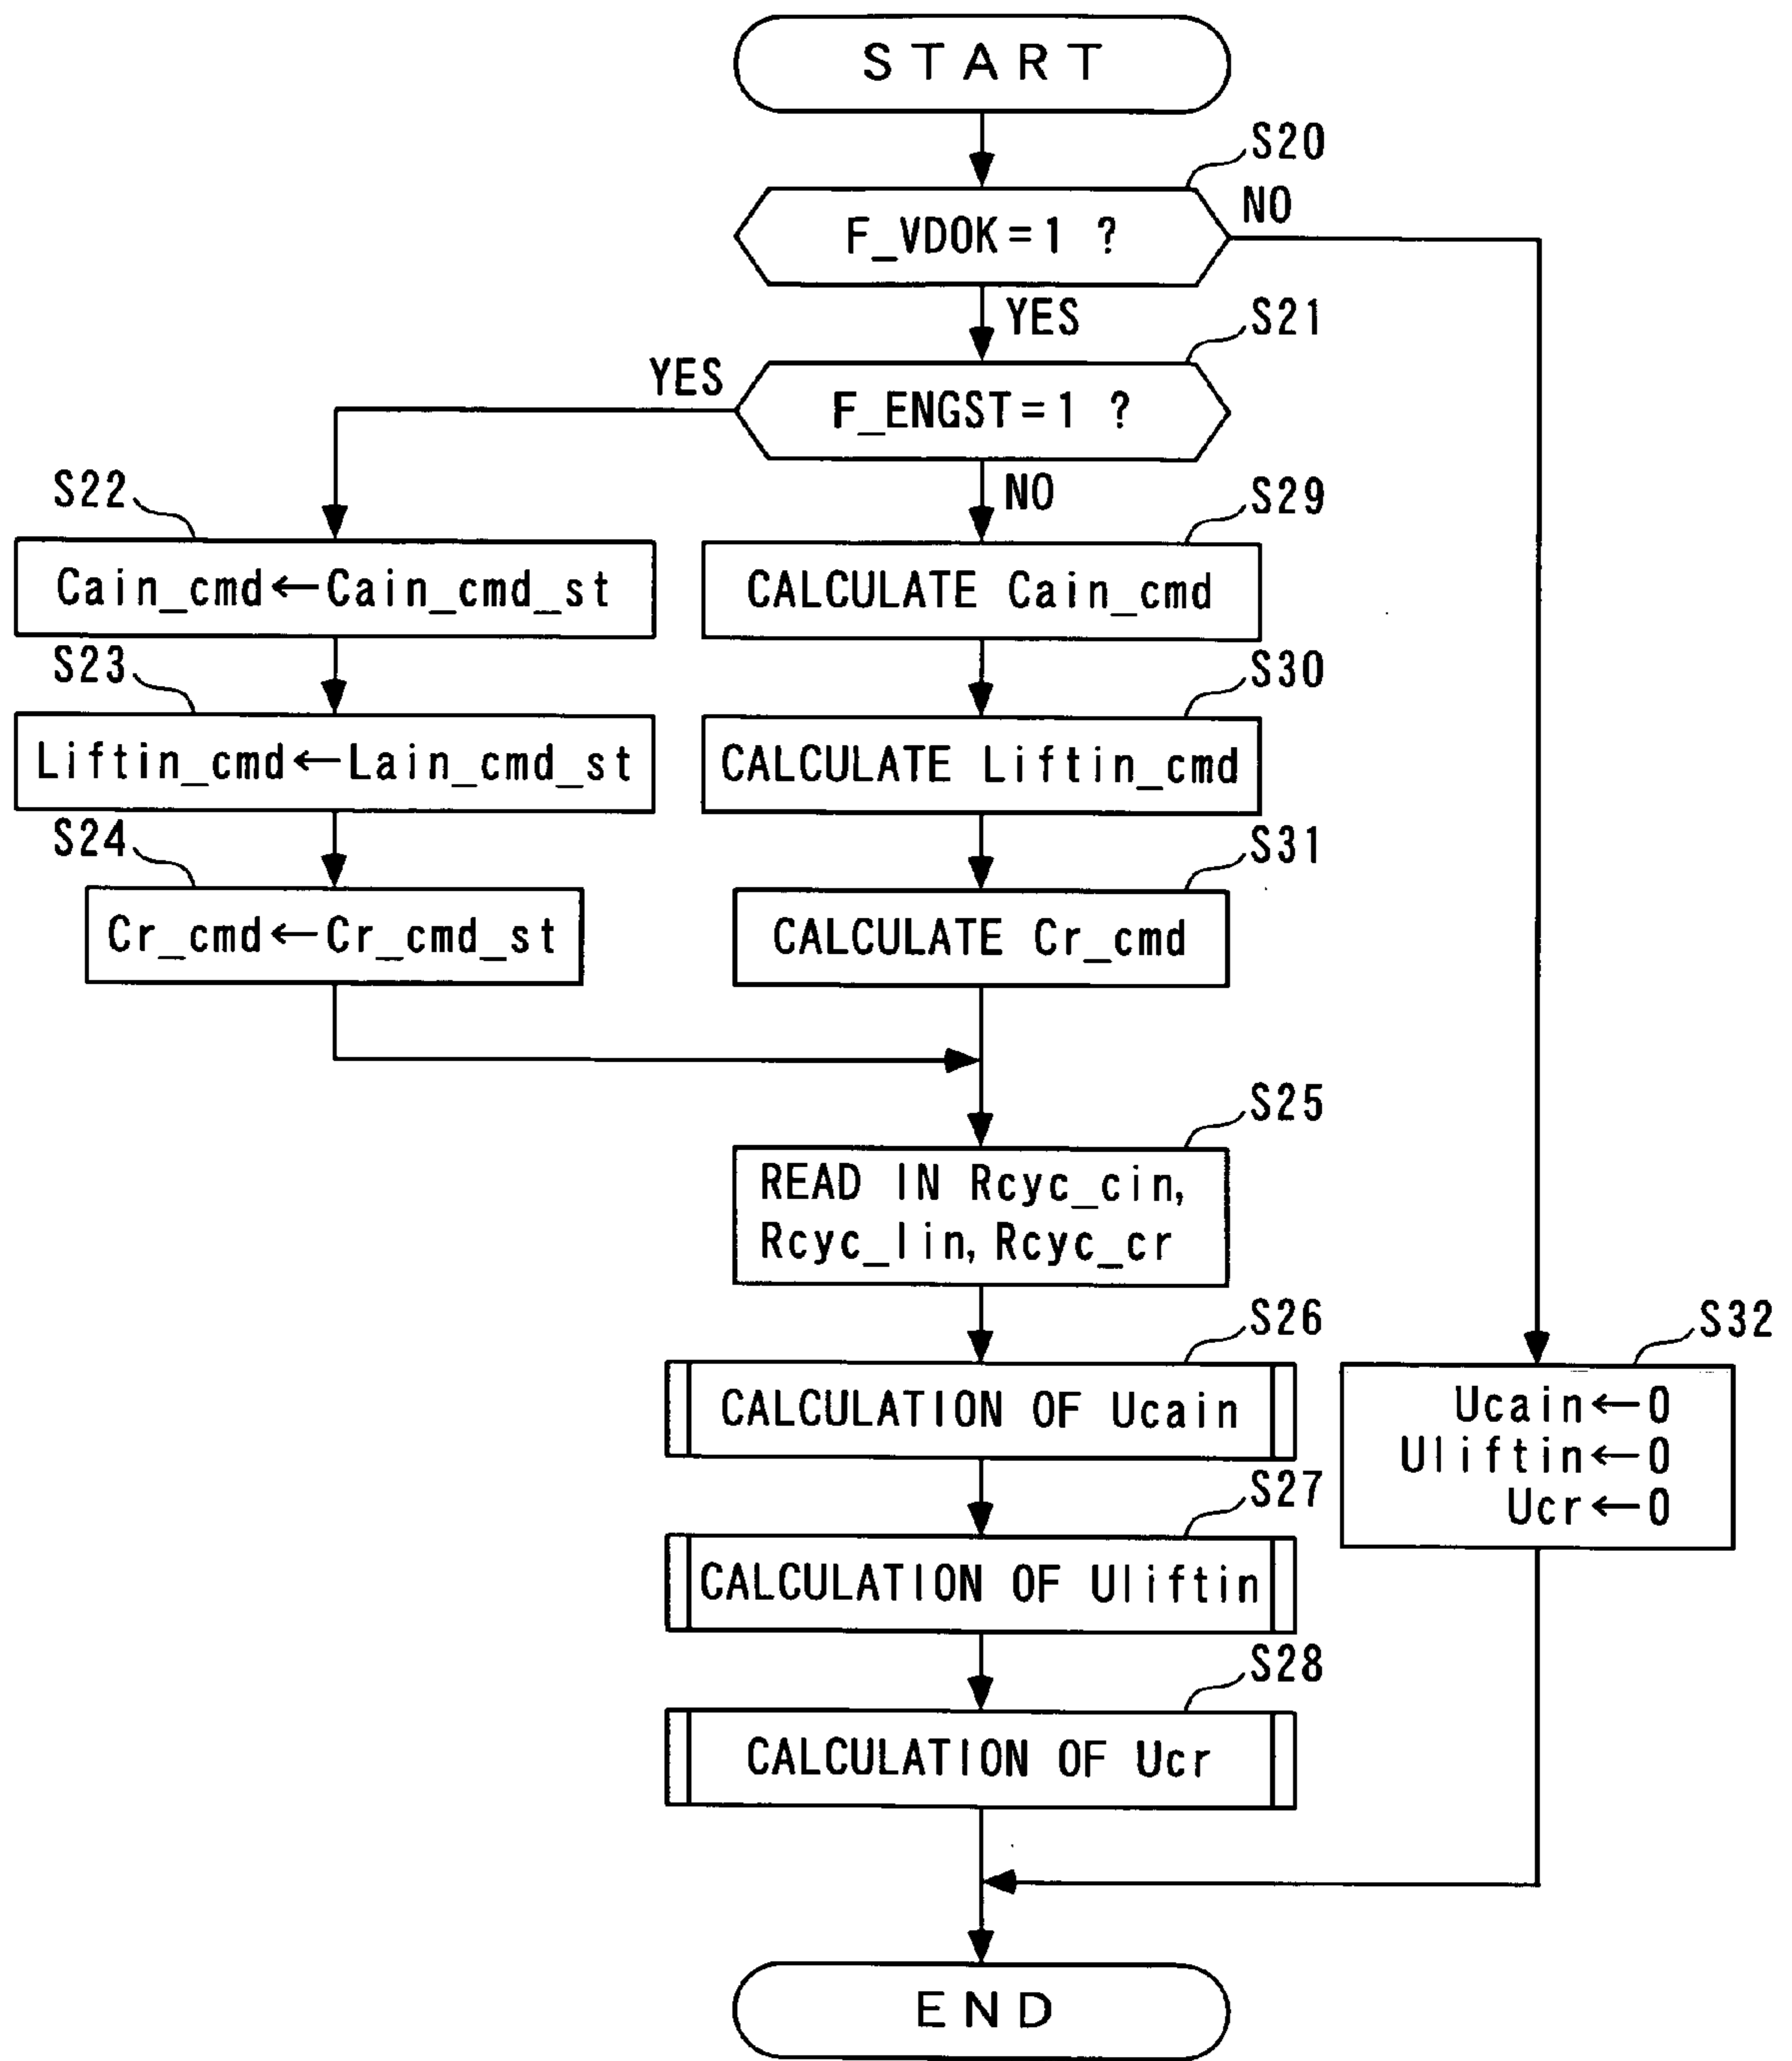 START
S20
F_VDOK=1 ?
NO
YES
S21
YES
F_ENGST=1 ?
NO
S22
Cain_cmd←Cain_cmd_st
S29
CALCULATE Cain_cmd
S23
Liftin_cmd←Lain_cmd_st
S30
CALCULATE Liftin_cmd
S24
Cr_cmd←Cr_cmd_st
S31
CALCULATE Cr_cmd
S25
READ IN Rcyc_cin,
Rcyc_lin, Rcyc_cr
S26
CALCULATION OF Ucain
S32
Ucain←0
Uliftin←0
Ucr←0
S27
CALCULATION OF Uliftin
S28
CALCULATION OF Ucr
END